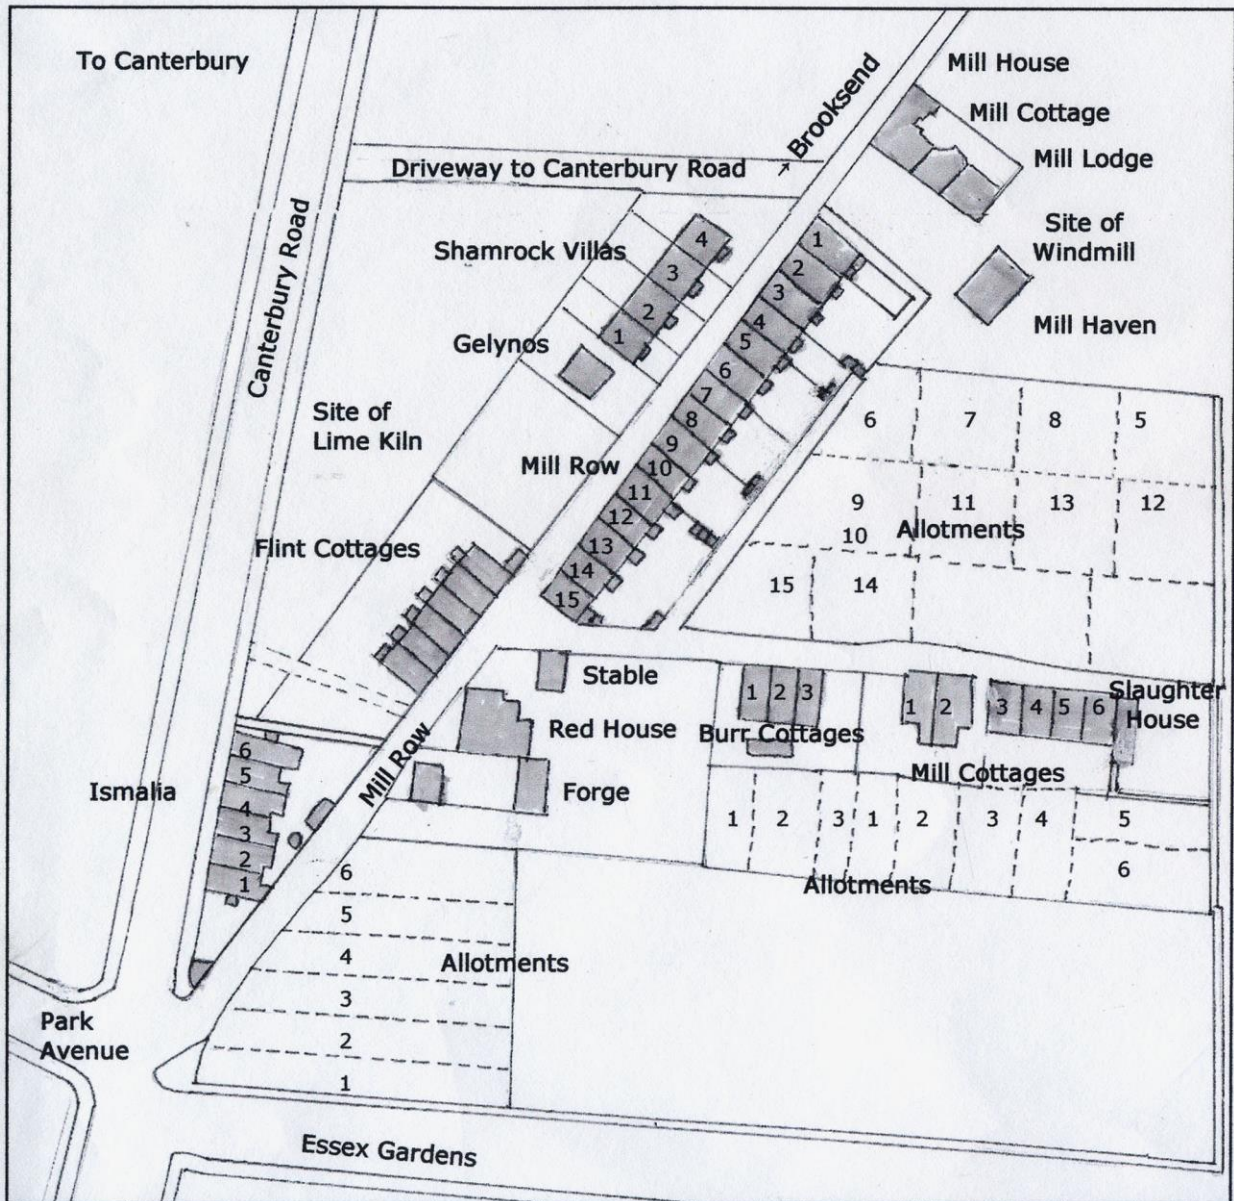 To Canterbury
Mill House
Mill Cottage
Mill Lodge
Brooksend
Driveway to Canterbury Road
Canterbury Road
Shamrock Villas
4
3
2
1
Site of
Windmill
Mill Haven
Gelynos
1
2
3
4
5
6
7
8
9
10
11
12
13
14
15
Site of
Lime Kiln
Mill Row
Flint Cottages
6
7
8
5
9
11
13
12
10
Allotments
15
14
Stable
Red House
Forge
Mill Row
1
2
3
Burr Cottages
1
2
3
4
5
6
Slaughter
House
Mill Cottages
Ismalia
6
5
4
3
2
1
1
2
3
1
2
3
4
5
6
Allotments
6
5
4
Allotments
3
2
1
Park
Avenue
Essex Gardens